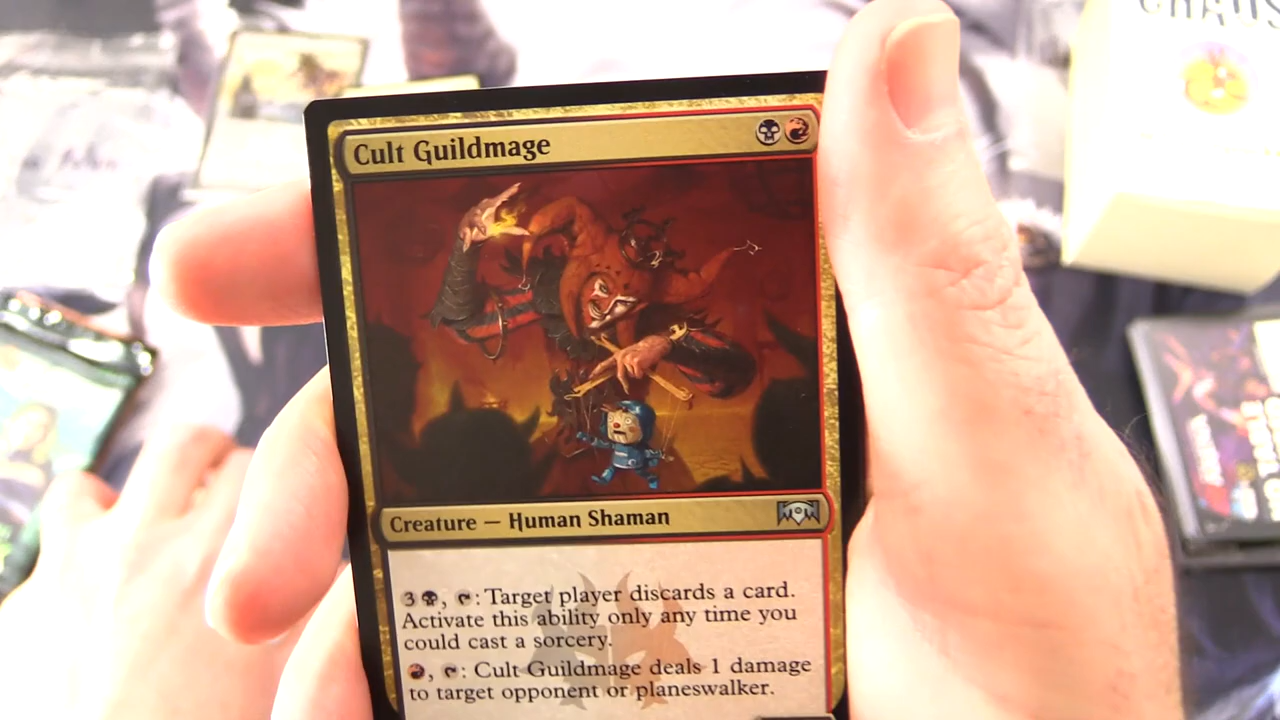 Cult Guildmage
Creature — Human Shaman
3 , : Target player discards a card.
Activate this ability only any time you
could cast a sorcery.
, : Cult Guildmage deals 1 damage
to target opponent or planeswalker.